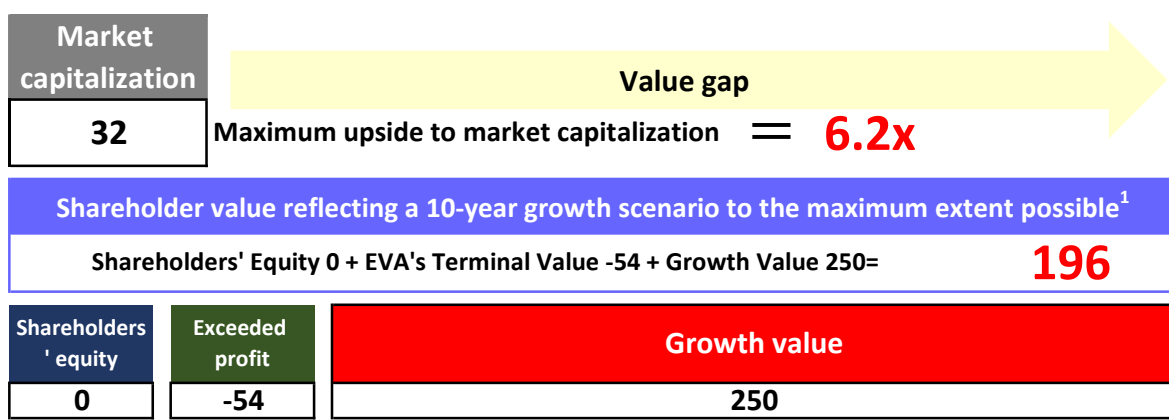 Market
capitalization
Value gap
32
Maximum upside to market capitalization = 6.2x
Shareholder value reflecting a 10-year growth scenario to the maximum extent possible1
Shareholders' Equity 0 + EVA's Terminal Value -54 + Growth Value 250= 196
Shareholders
' equity
Exceeded
profit
Growth value
0
-54
250